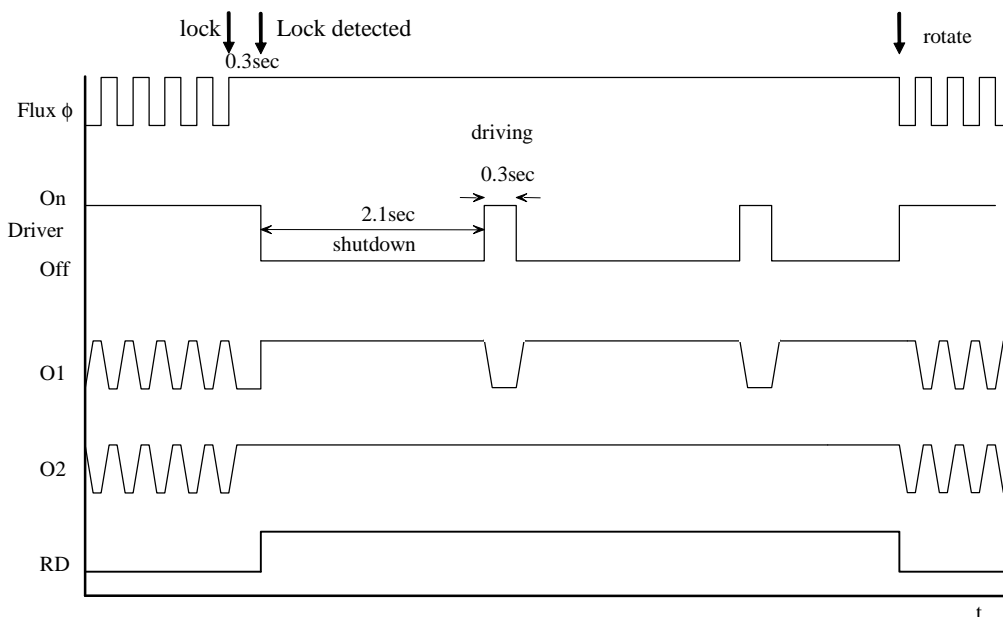 lock
Lock detected
rotate
0.3sec
Flux ϕ
driving
0.3sec
On
2.1sec
Driver
shutdown
Off
O1
O2
RD
t